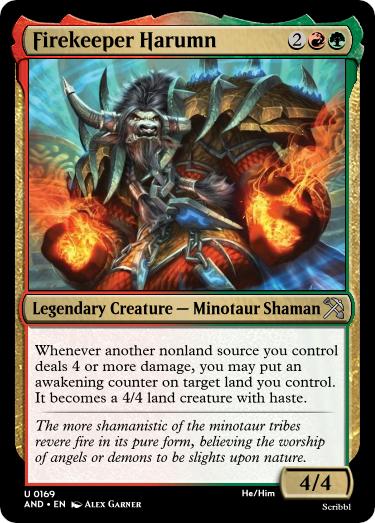 Firekeeper Harumn 2
Legendary Creature — Minotaur Shaman
Whenever another nonland source you control
deals 4 or more damage, you may put an
awakening counter on target land you control.
It becomes a 4/4 land creature with haste.
The more shamanistic of the minotaur tribes
revere fire in its pure form, believing the worship
of angels or demons to be slights upon nature.
4/4
U 0169 He/Him
AND • EN Alex Garner Scribbl